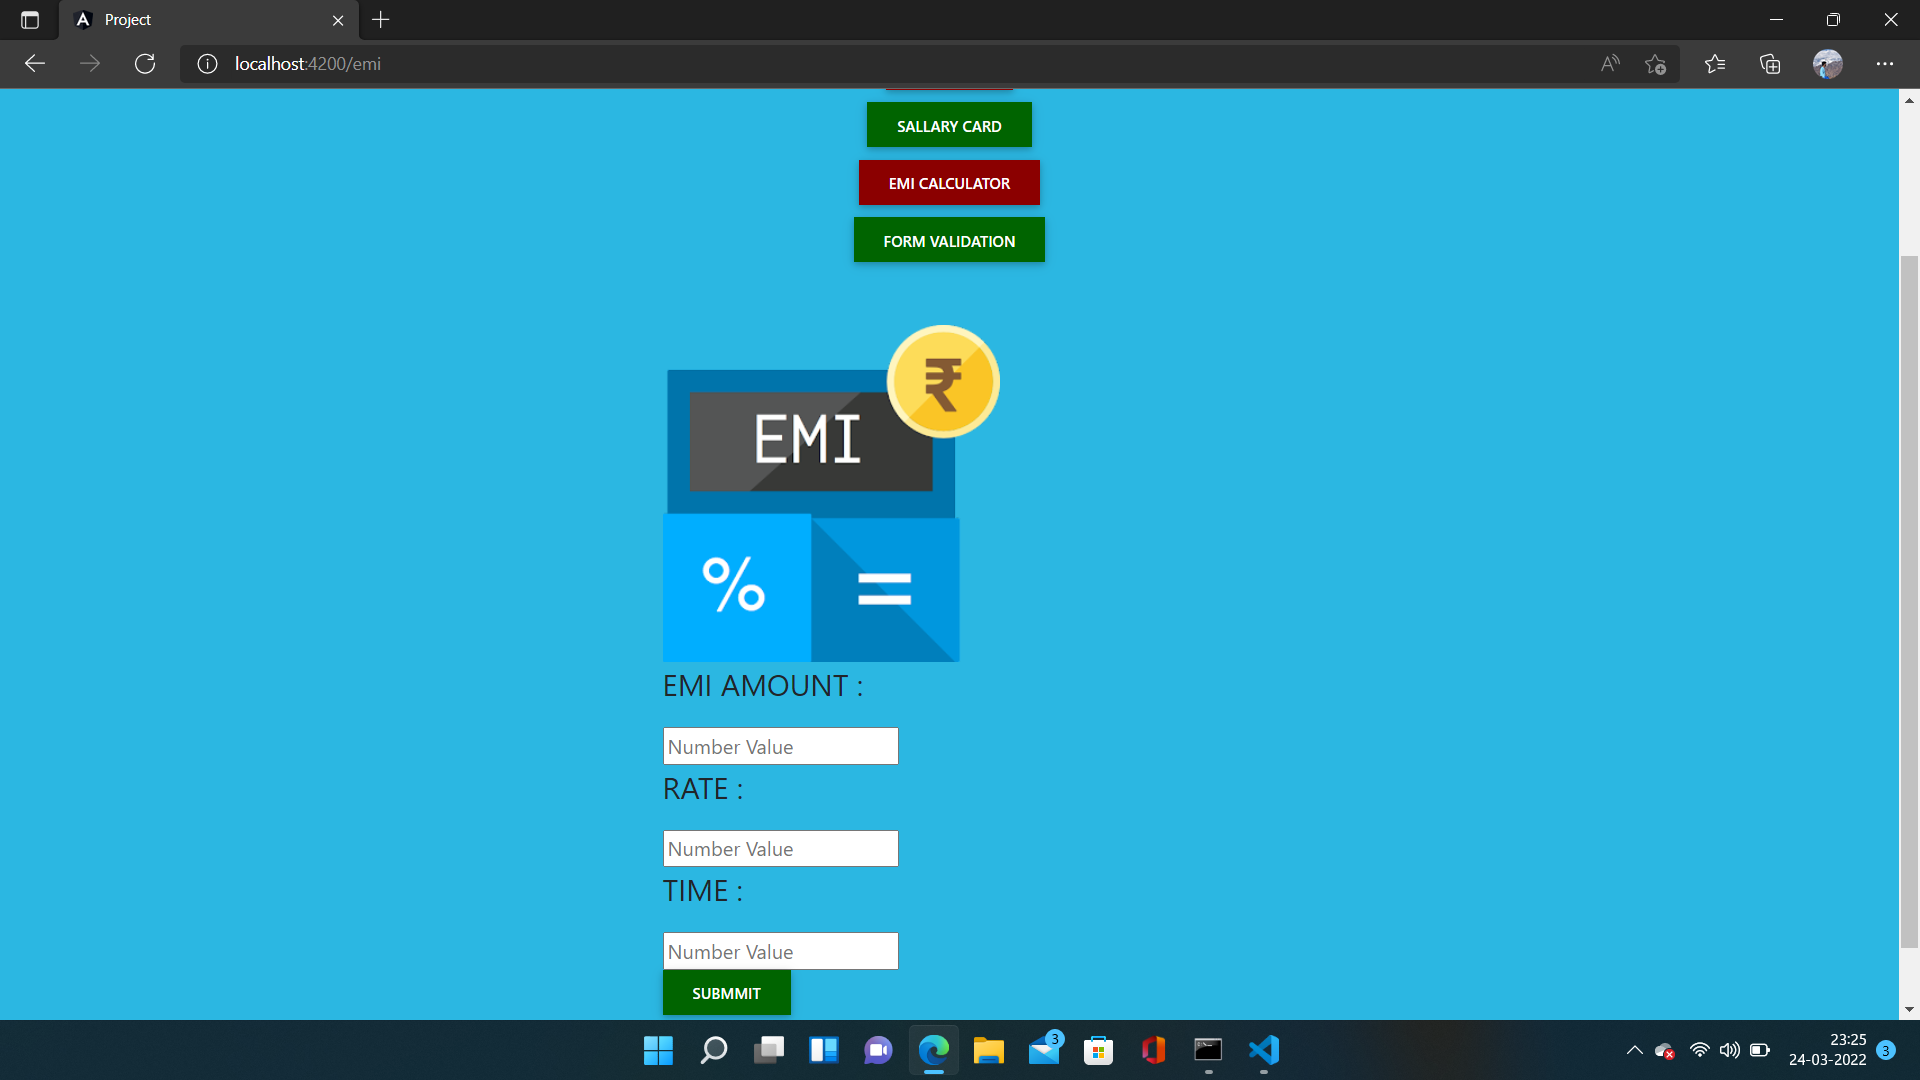 Project
localhost:4200/emi
SALLARY CARD
EMI CALCULATOR
FORM VALIDATION
₹
EMI
% =
EMI AMOUNT :
Number Value
RATE :
Number Value
TIME :
Number Value
SUBMMIT
3
23:25
24-03-2022
3